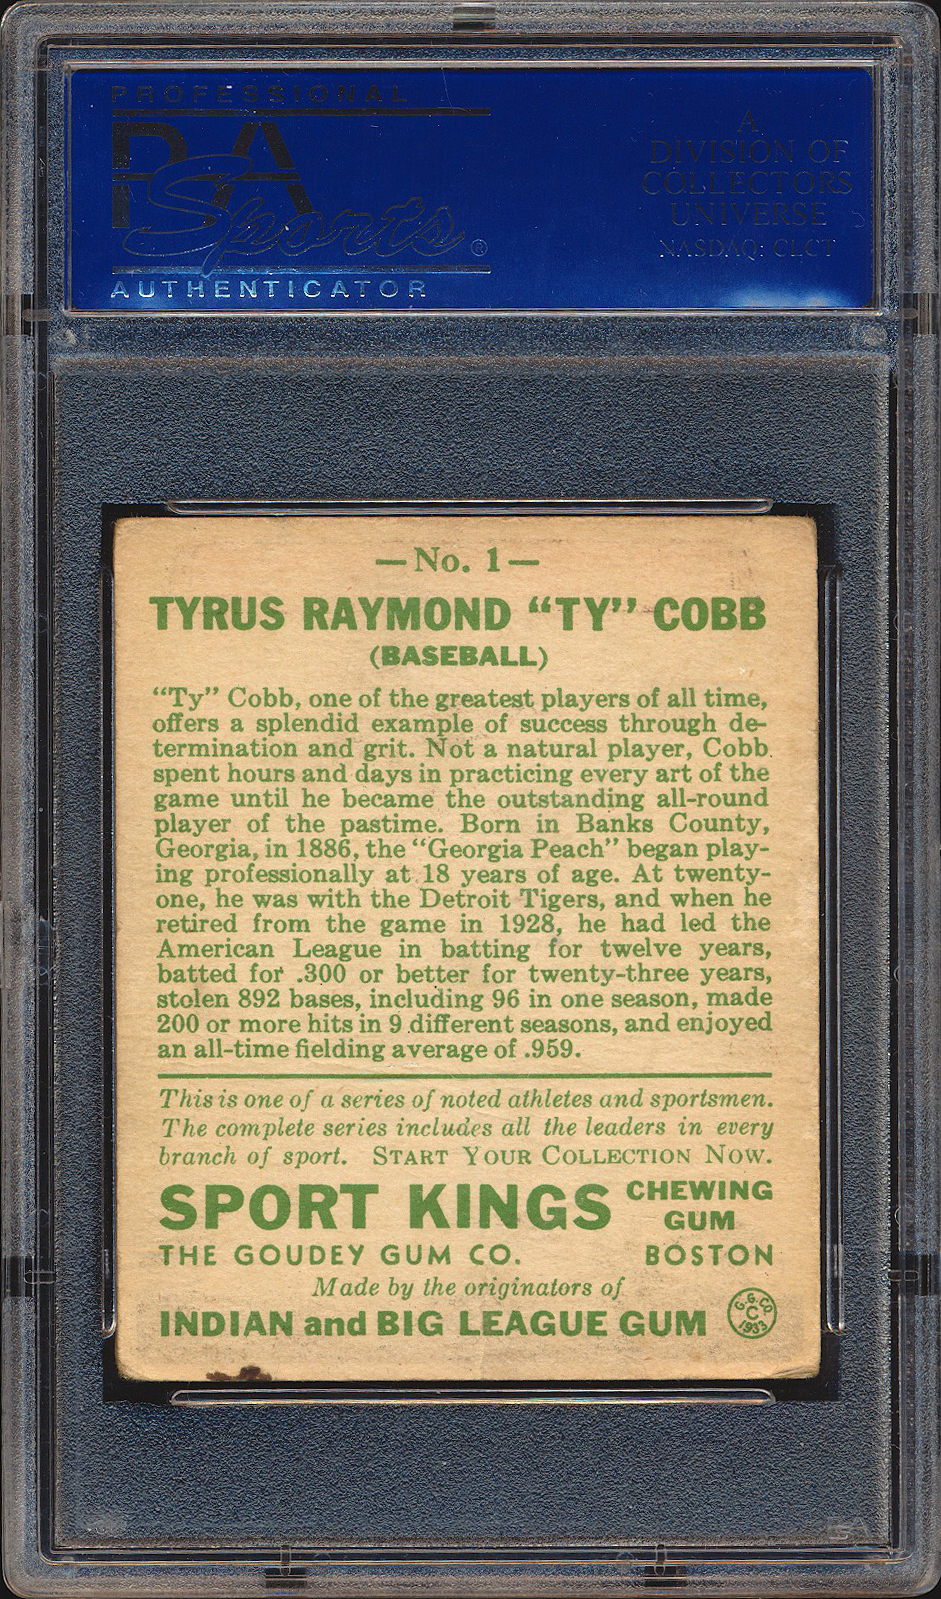 PROFESSIONAL
PSA
Sports®
AUTHENTICATOR
A
DIVISION OF
COLLECTORS
UNIVERSE
NASDAQ: CLCT
—No. 1—
TYRUS RAYMOND "TY" COBB
(BASEBALL)
"Ty" Cobb, one of the greatest players of all time,
offers a splendid example of success through de-
termination and grit. Not a natural player, Cobb
spent hours and days in practicing every art of the
game until he became the outstanding all-round
player of the pastime. Born in Banks County,
Georgia, in 1886, the "Georgia Peach" began play-
ing professionally at 18 years of age. At twenty-
one, he was with the Detroit Tigers, and when he
retired from the game in 1928, he had led the
American League in batting for twelve years,
batted for .300 or better for twenty-three years,
stolen 892 bases, including 96 in one season, made
200 or more hits in 9 different seasons, and enjoyed
an all-time fielding average of .959.
This is one of a series of noted athletes and sportsmen.
The complete series includes all the leaders in every
branch of sport. START YOUR COLLECTION NOW.
SPORT KINGS CHEWING GUM
THE GOUDEY GUM CO. BOSTON
Made by the originators of
INDIAN and BIG LEAGUE GUM
G. G. CO.
C
1933